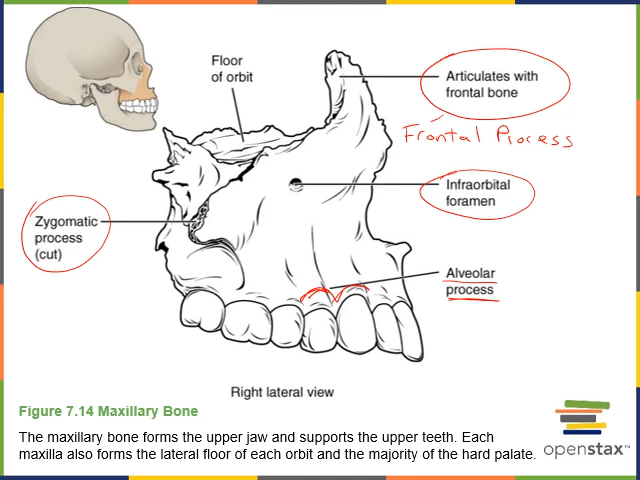 Floor
of orbit
Articulates with
frontal bone
Frontal Process
Infraorbital
foramen
Zygomatic
process
(cut)
Alveolar
process
Right lateral view
Figure 7.14 Maxillary Bone
The maxillary bone forms the upper jaw and supports the upper teeth. Each
maxilla also forms the lateral floor of each orbit and the majority of the hard palate.
openstax™